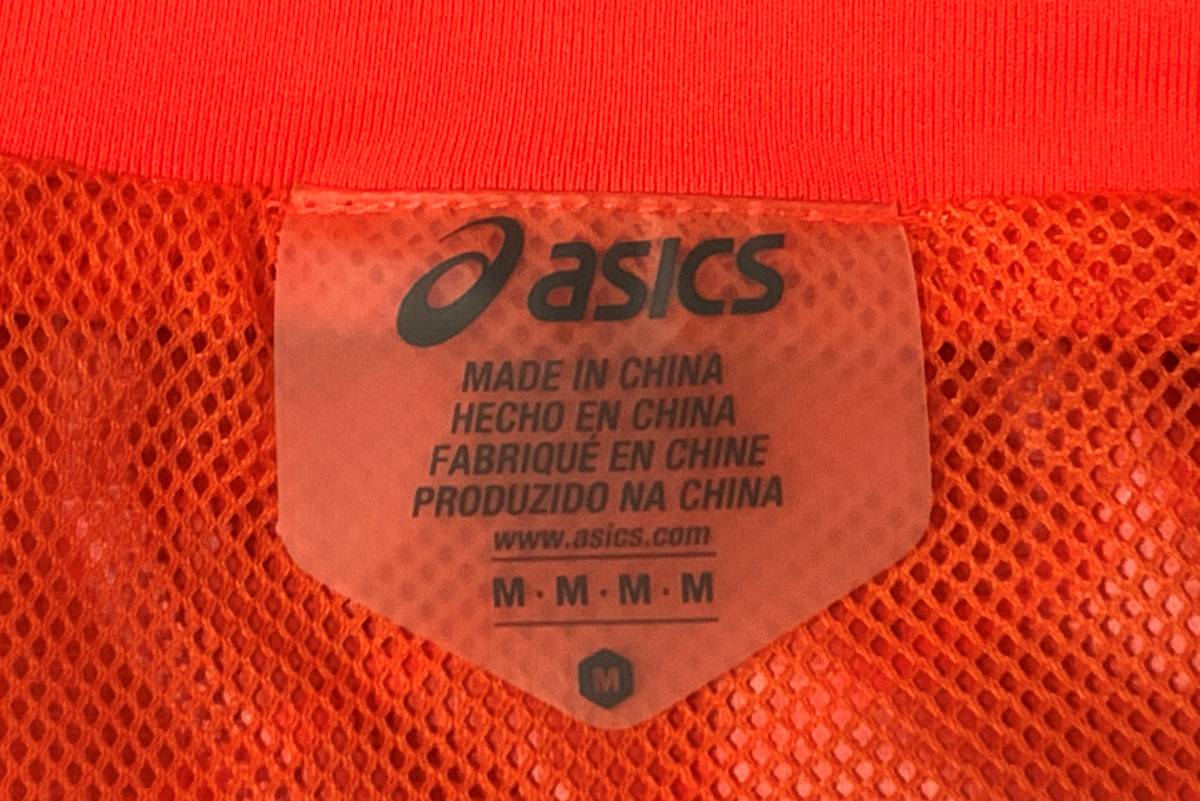 asics
MADE IN CHINA
HECHO EN CHINA
FABRIQUÉ EN CHINE
PRODUZIDO NA CHINA
www.asics.com
M · M · M · M
M